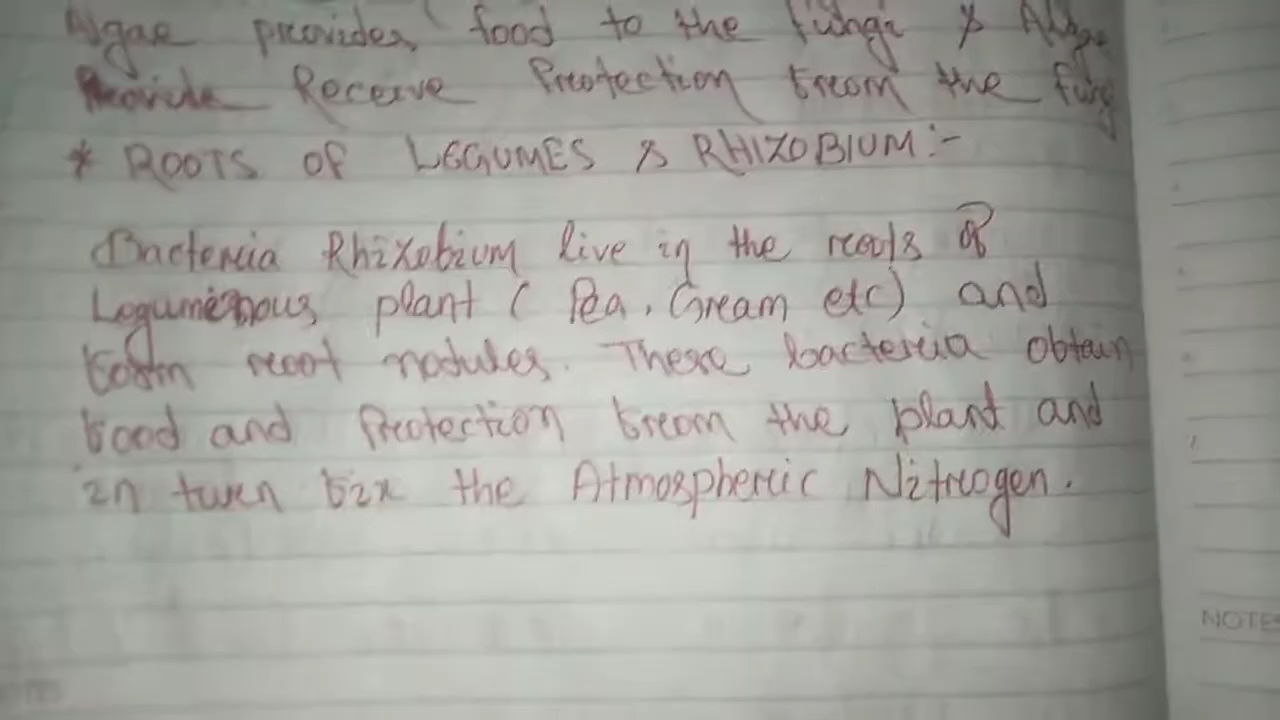 Algae provides food to the fungi & Algae
Receive Protection from the fungi
* ROOTS OF LEGUMES & RHIZOBIUM:-
Bacteria Rhizobium live in the roots of
Leguminous plant ( Pea, Gream etc) and
form root nodules. These bacteria obtain
food and Protection from the plant and
in turn fix the Atmospheric Nitrogen.
NOTES